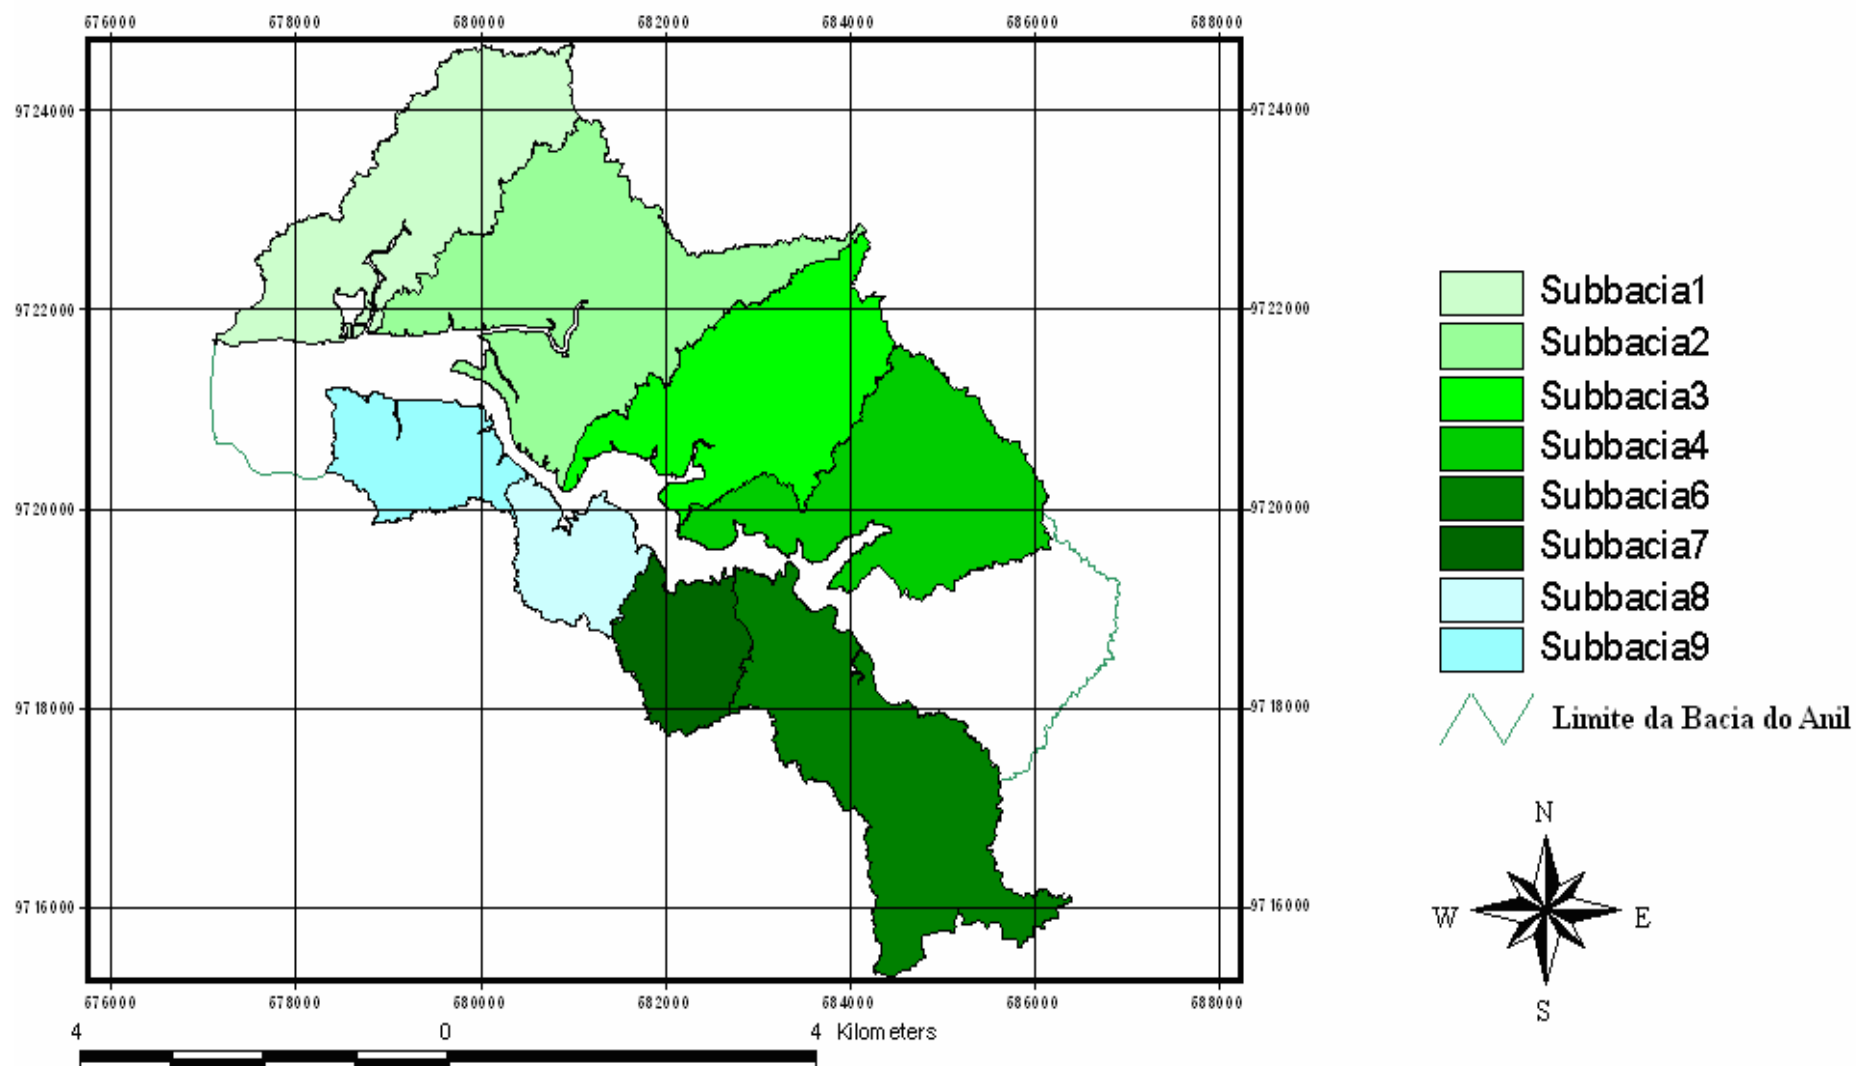 676000 678000 680000 682000 684000 686000 688000
9724000 9724000
9722000 9722000
9720000 9720000
9718000 9718000
9716000 9716000
676000 678000 680000 682000 684000 686000 688000
4 0 4 Kilometers
Subbacia1
Subbacia2
Subbacia3
Subbacia4
Subbacia6
Subbacia7
Subbacia8
Subbacia9
Limite da Bacia do Anil
N
W E
S